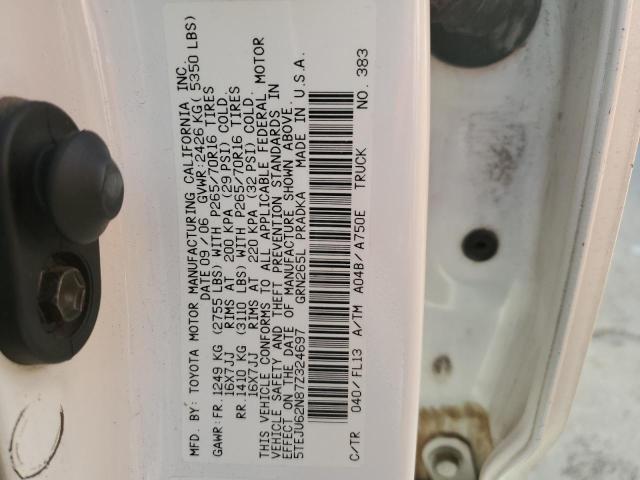 MFD. BY: TOYOTA MOTOR MANUFACTURING CALIFORNIA INC.
DATE 09/06 GVWR:2426 KG( 5350 LBS)
GAWR:FR.1249 KG (2755 LBS) WITH P265/70R16 TIRES
16X7JJ RIMS AT 200 KPA (29 PSI) COLD.
RR.1410 KG (3110 LBS) WITH P265/70R16 TIRES
16X7JJ RIMS AT 220 KPA (32 PSI) COLD.
THIS VEHICLE CONFORMS TO ALL APPLICABLE FEDERAL MOTOR
VEHICLE SAFETY AND THEFT PREVENTION STANDARDS IN
EFFECT ON THE DATE OF MANUFACTURE SHOWN ABOVE.
5TEJU62N87Z324697 GRN265L PRADKA MADE IN U.S.A.
C/TR 040/FL13 A/TM A04B/A750E TRUCK NO. 383